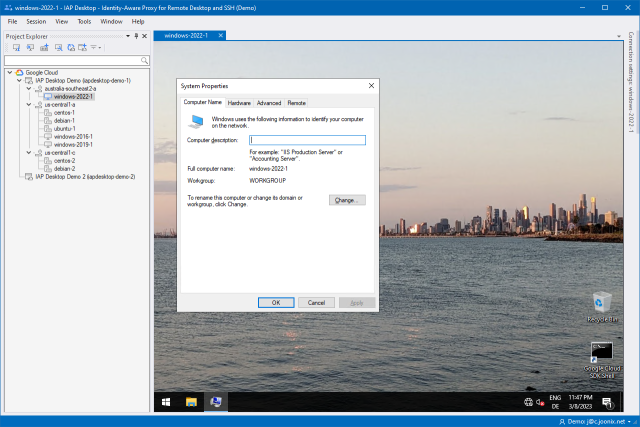 windows-2022-1 - IAP Desktop - Identity-Aware Proxy for Remote Desktop and SSH (Demo)
File Session View Tools Window Help
Project Explorer
Google Cloud
IAP Desktop Demo (iapdesktop-demo-1)
australia-southeast2-a
windows-2022-1
us-central1-a
centos-1
debian-1
ubuntu-1
windows-2016-1
windows-2019-1
us-central1-c
centos-2
debian-2
IAP Desktop Demo 2 (iapdesktop-demo-2)
windows-2022-1
System Properties
Computer Name Hardware Advanced Remote
Windows uses the following information to identify your computer
on the network.
Computer description:
For example: "IIS Production Server" or
"Accounting Server".
Full computer name: windows-2022-1
Workgroup: WORKGROUP
To rename this computer or change its domain or
workgroup, click Change.
Change...
OK Cancel Apply
Recycle Bin
Google Cloud
SDK Shell
ENG
DE
11:47 PM
3/8/2023
1
Connection settings: windows-2022-1
Demo: j@c.joonix.net